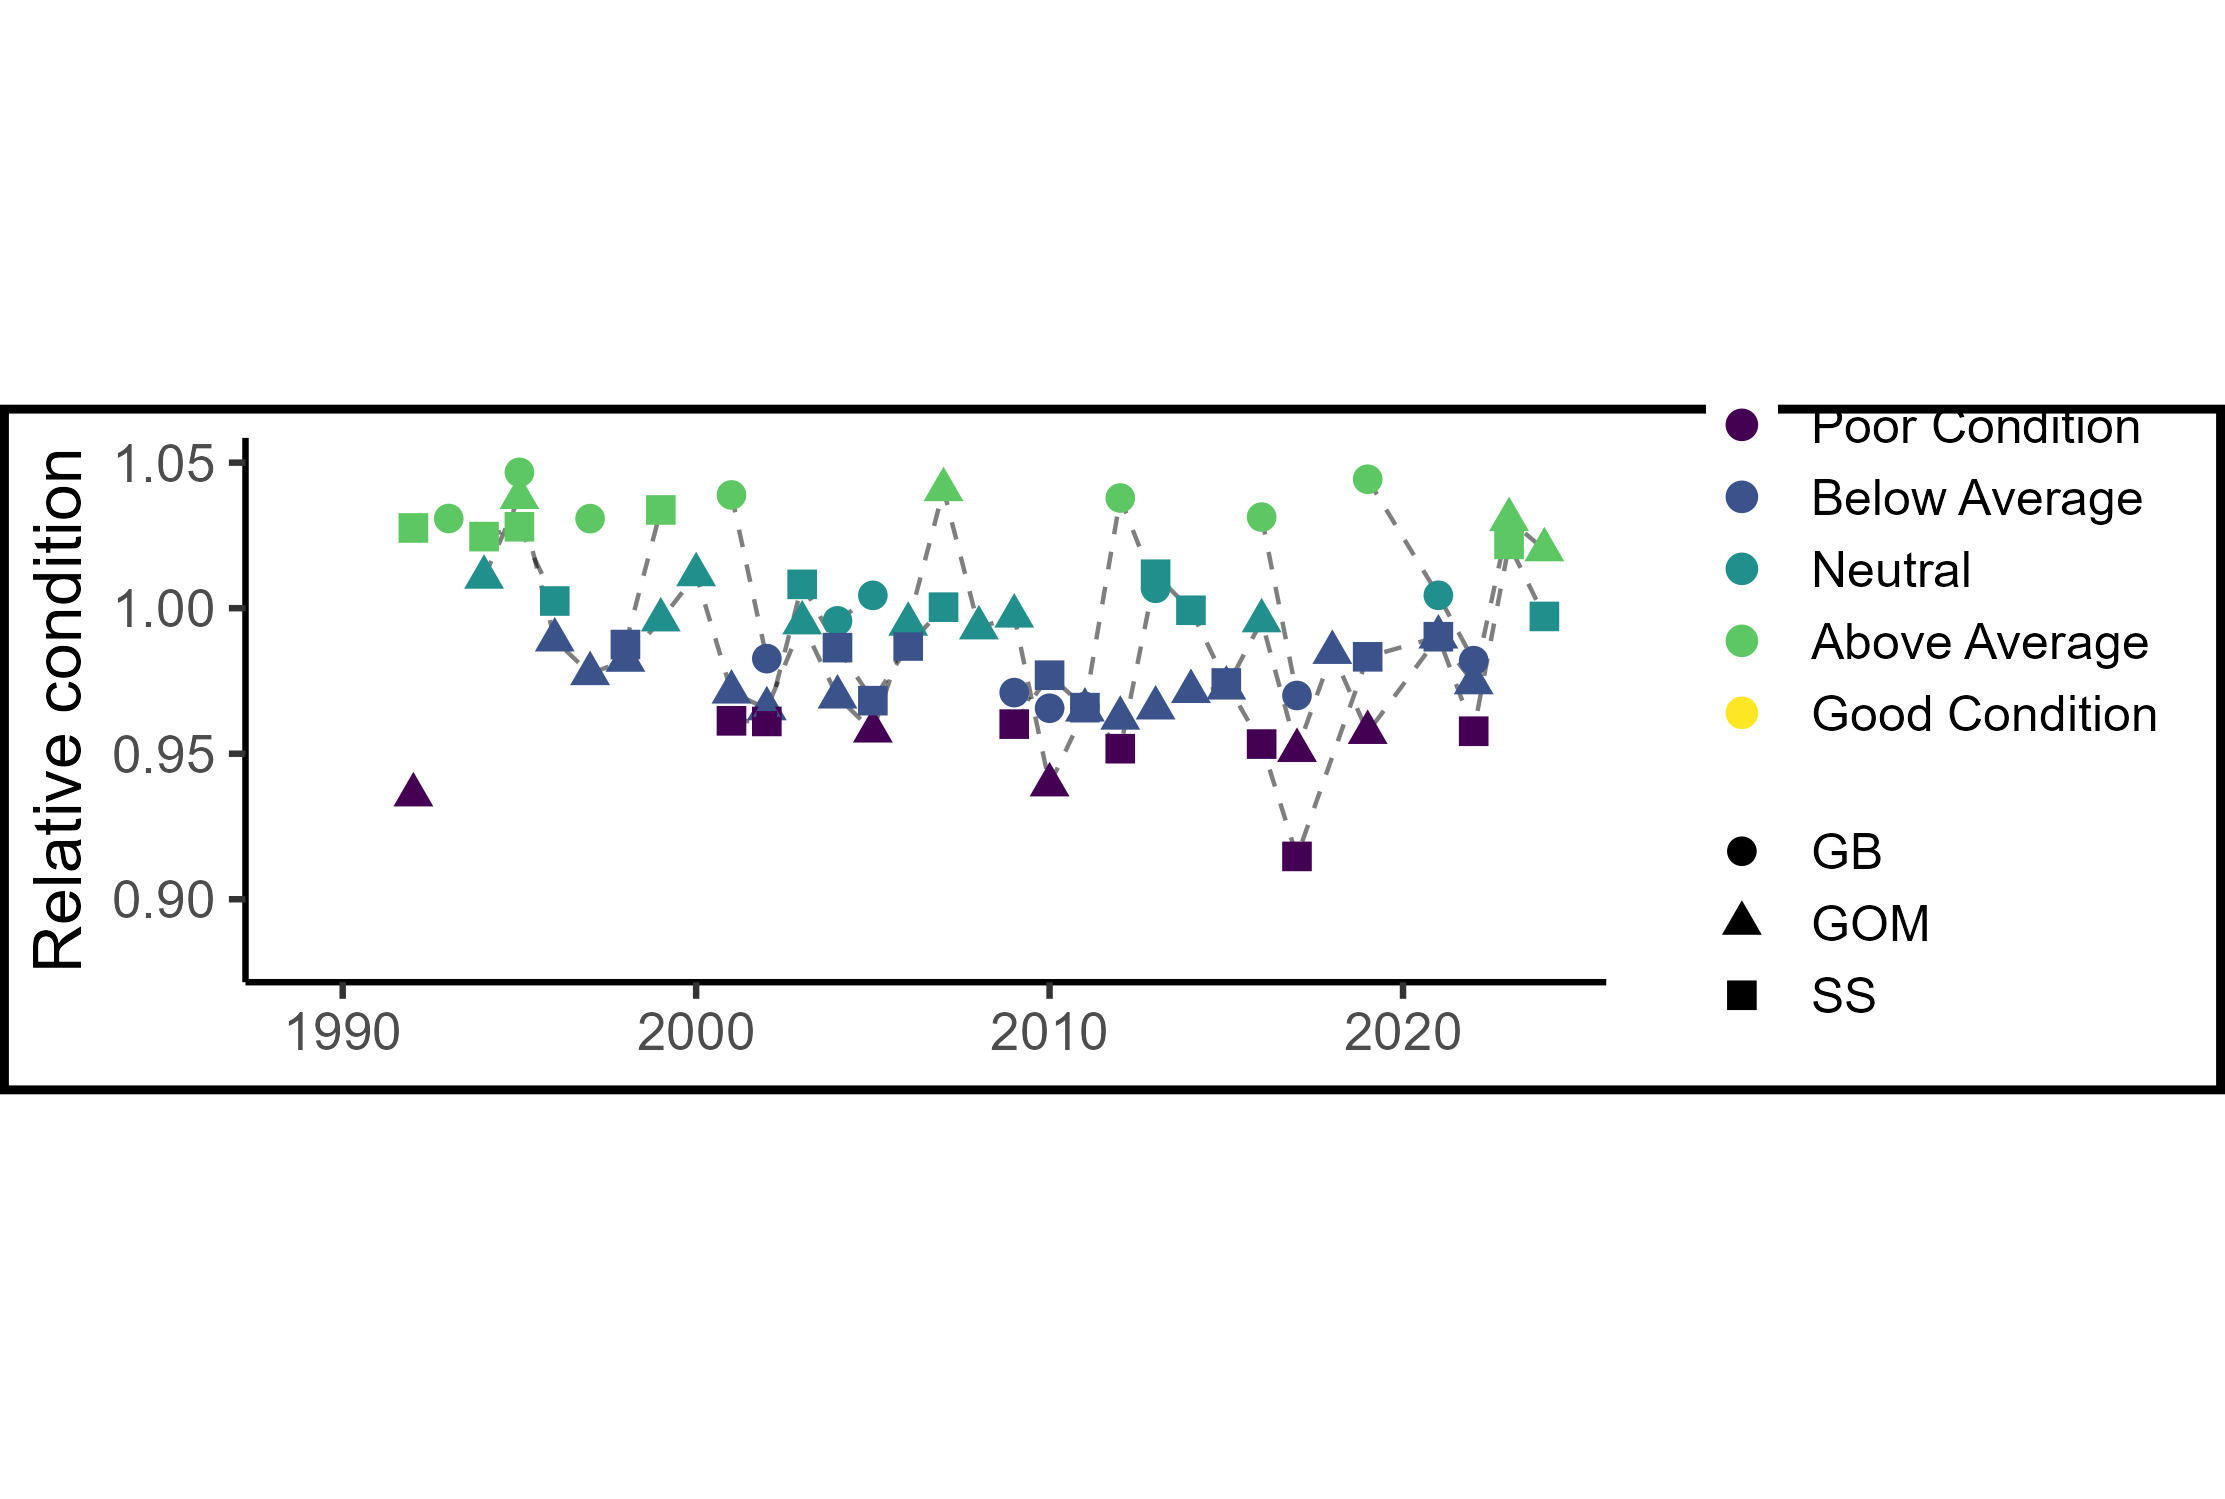 Relative condition
1.05
1.00
0.95
0.90
1990 2000 2010 2020
Poor Condition
Below Average
Neutral
Above Average
Good Condition
GB
GOM
SS